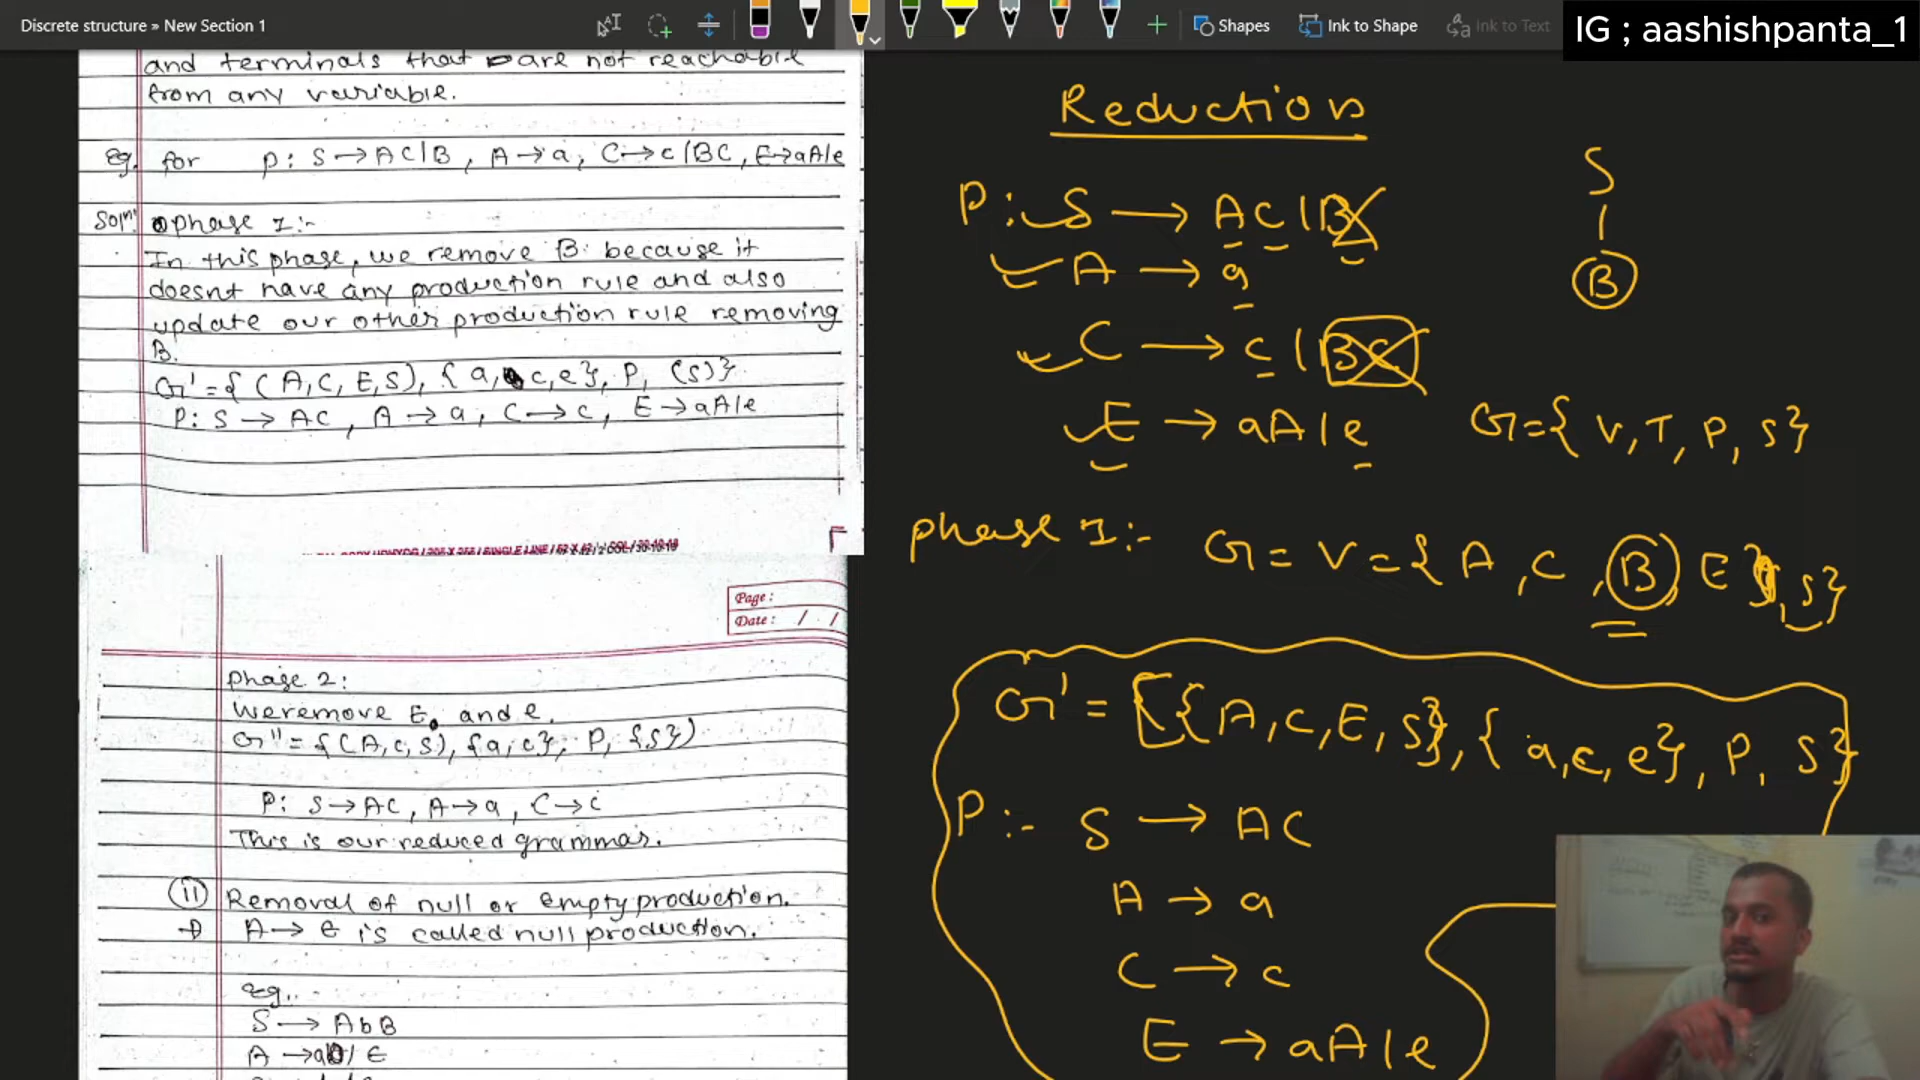 Discrete structure » New Section 1
Shapes
Ink to Shape
Ink to Text
IG ; aashishpanta_1
and terminals that are not reachable
from any variable.
eg. for P: S → AC|B, A → a, C → c|BC, E → aA|e
Soln: phase 1:-
In this phase, we remove B because it
doesnt have any production rule and also
update our other production rule removing
B.
G' = { (A, C, E, S), { a, c, e}, P, (S)}
P: S → AC, A → a, C → c, E → aA|e
Page:
Date: / /
phase 2:
we remove E and e.
G'' = {(A, C, S), {a, c}, P, {S})
P: S → AC, A → a, C → c
This is our reduced grammar.
(ii) Removal of null or empty production.
A → ϵ is called null production.
eg.
S → AbB
Reduction
P: S → AC|B
A → a
C → c|BC
E → aA|e
S
|
B
G={ V, T, P, S}
phase 1:- G = V = { A, C, B, E, S}
G' = [{A, C, E, S}, { a, c, e}, P, S}
P :- S → AC
A → a
C → c
E → aA|e